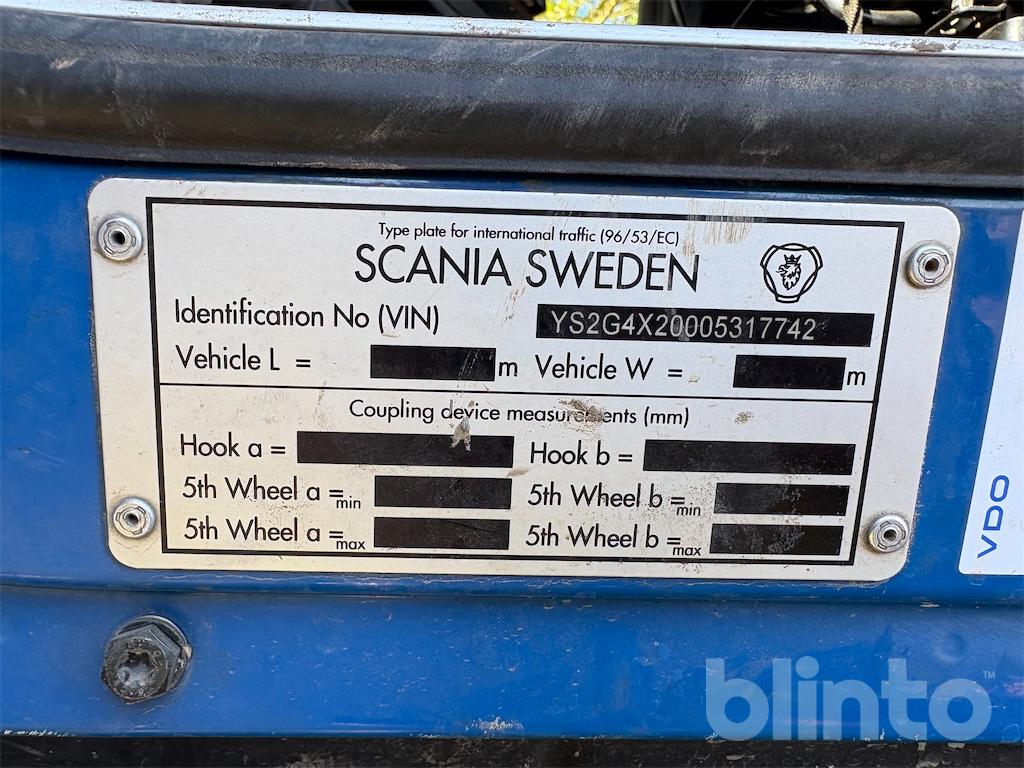 Type plate for international traffic (96/53/EC)
SCANIA SWEDEN
Identification No (VIN) YS2G4X20005317742
Vehicle L = m Vehicle W = m
Coupling device measurements (mm)
Hook a = Hook b =
5th Wheel a =min 5th Wheel b =min
5th Wheel a =max 5th Wheel b =max
VDO
blinto™